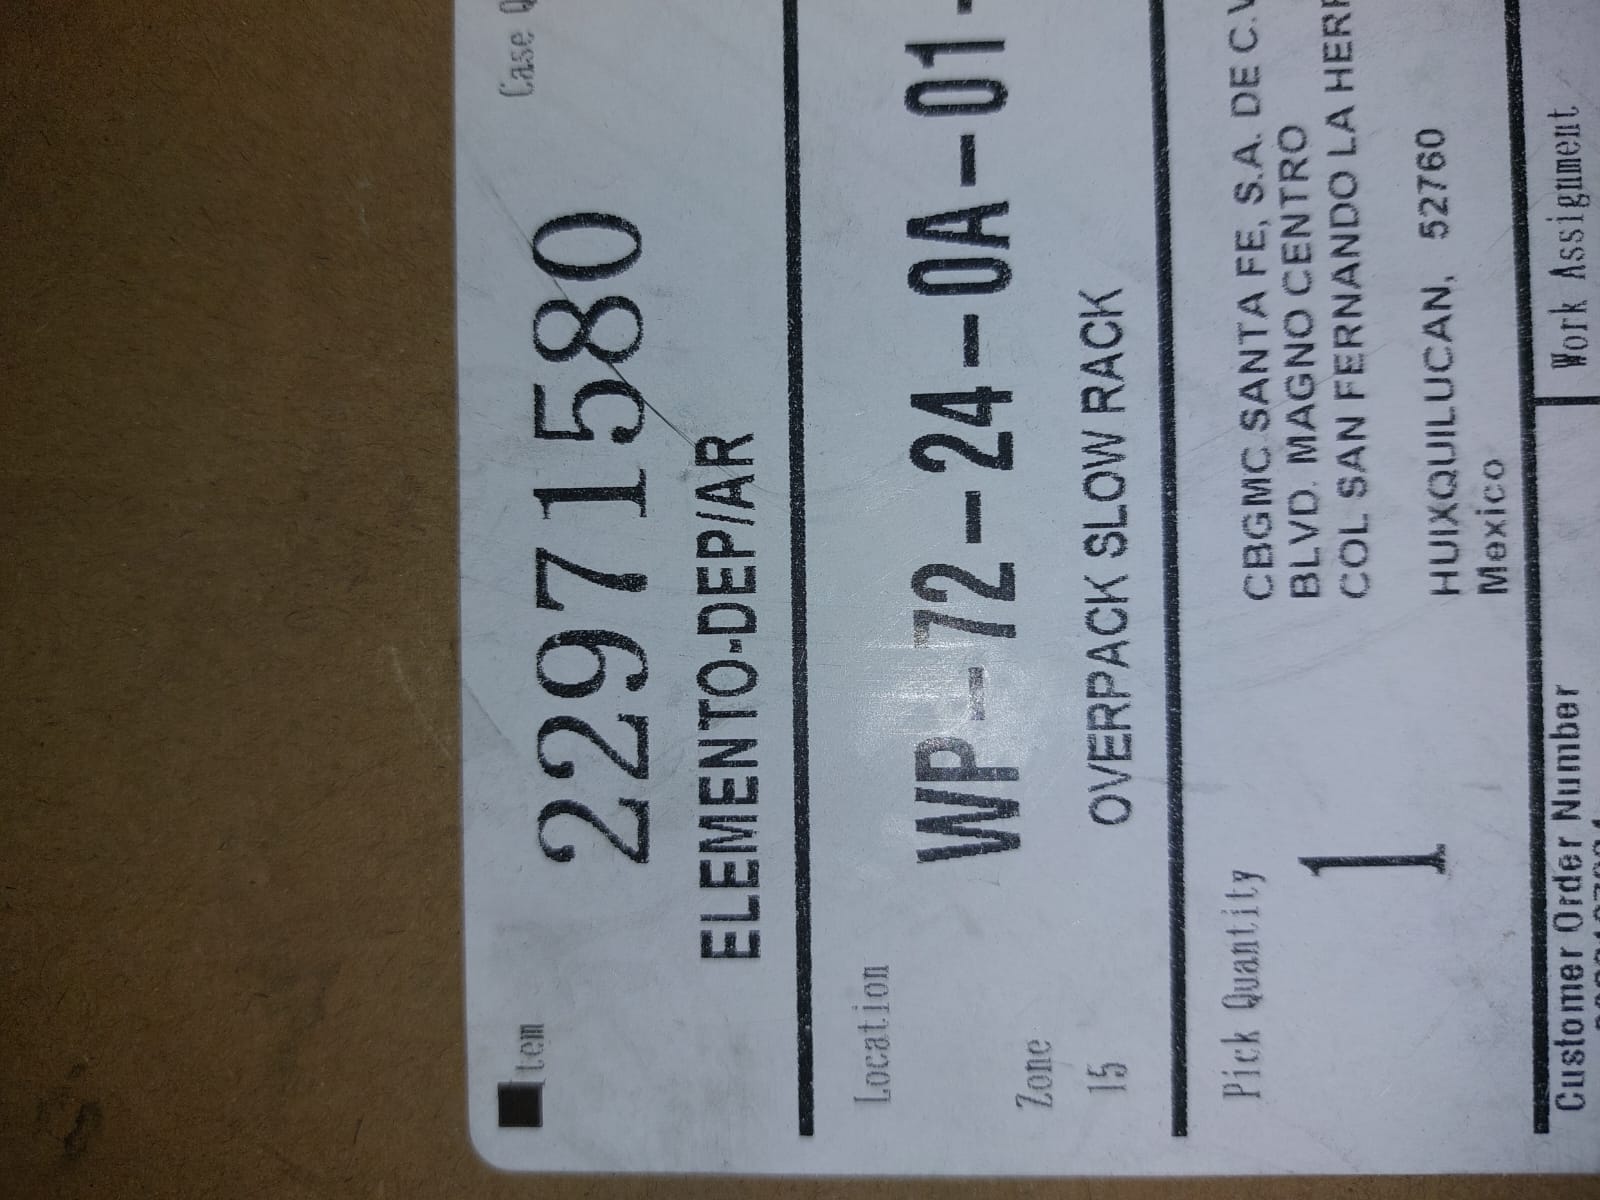 Item
Case Q
22971580
ELEMENTO-DEP/AR
Location
WP-72-24-0A-01-
Zone
15
OVERPACK SLOW RACK
Pick Quantity
1
CBGMC SANTA FE, S.A. DE C.V
BLVD. MAGNO CENTRO
COL SAN FERNANDO LA HERR
HUIXQUILUCAN, 52760
Mexico
Customer Order Number
Work Assignment